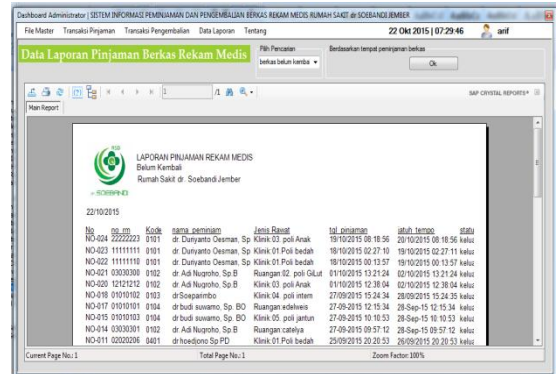 Dashboard Administrator | SISTEM INFORMASI PEMINJAMAN DAN PENGEMBALIAN BERKAS REKAM MEDIS RUMAH SAKIT dr.SOEBANDI JEMBER
File Master Transaksi Pinjaman Transaksi Pengembalian Data Laporan Tentang 22 Okt 2015 | 07:29:46 arif
Data Laporan Pinjaman Berkas Rekam Medis
Pilih Pencarian
berkas belum kemba
Berdasarkan tempat peminjaman berkas
Ok
1 /1 SAP CRYSTAL REPORTS®
Main Report
LAPORAN PINJAMAN REKAM MEDIS
Belum Kembali
Rumah Sakit dr. Soebandi Jember
SOEBANDI
22/10/2015
No no_rm Kode nama_peminjam Jenis Rawat tgl_pinjaman jatuh_tempo statu
NO-024 22222223 0101 dr. Duriyanto Oesman, Sp Klinik:03. poli Anak 19/10/2015 08:18:56 20/10/2015 08:18:56 kelua
NO-023 11111111 0101 dr. Duriyanto Oesman, Sp Klinik:01.Poli bedah 18/10/2015 02:27:10 19/10/2015 02:27:11 kelua
NO-022 11111110 0101 dr. Duriyanto Oesman, Sp Klinik:01.Poli bedah 18/10/2015 00:13:57 19/10/2015 00:13:57 kelua
NO-021 03030300 0102 dr. Adi Nugroho, Sp.B Ruangan:02. poli GiLut 01/10/2015 13:21:24 02/10/2015 13:21:24 kelua
NO-020 12121212 0102 dr. Adi Nugroho, Sp.B Klinik:03. poli Anak 01/10/2015 12:38:04 02/10/2015 12:38:04 kelua
NO-018 01010102 0103 drSoeparimbo Klinik:04. poli intern 27/09/2015 15:24:34 28/09/2015 15:24:35 kelua
NO-017 01010101 0104 dr budi suwarno, Sp. BO Ruangan:edelweis 27-09-2015 12:15:34 28-Sep-15 12:15:34 kelua
NO-015 01010103 0104 dr budi suwarno, Sp. BO Klinik:05. poli jantun 27-09-2015 10:10:53 28-Sep-15 10:10:53 kelua
NO-014 03030301 0102 dr. Adi Nugroho, Sp.B Ruangan:catelya 27-09-2015 09:57:12 28-Sep-15 09:57:12 kelua
NO-011 02020206 0401 dr hoedjono Sp PD Klinik:01.Poli bedah 25/09/2015 20:20:53 26/09/2015 20:20:53 kelua
Current Page No.: 1 Total Page No.: 1 Zoom Factor: 100%